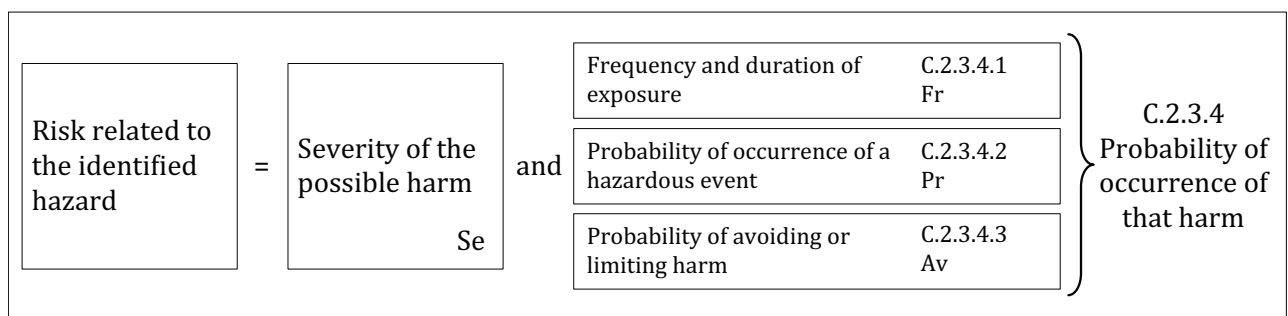 Risk related to
the identified
hazard
=
Severity of the
possible harm
Se
and
Frequency and duration of
exposure
C.2.3.4.1
Fr
Probability of occurrence of a
hazardous event
C.2.3.4.2
Pr
Probability of avoiding or
limiting harm
C.2.3.4.3
Av
C.2.3.4
Probability of
occurrence of
that harm